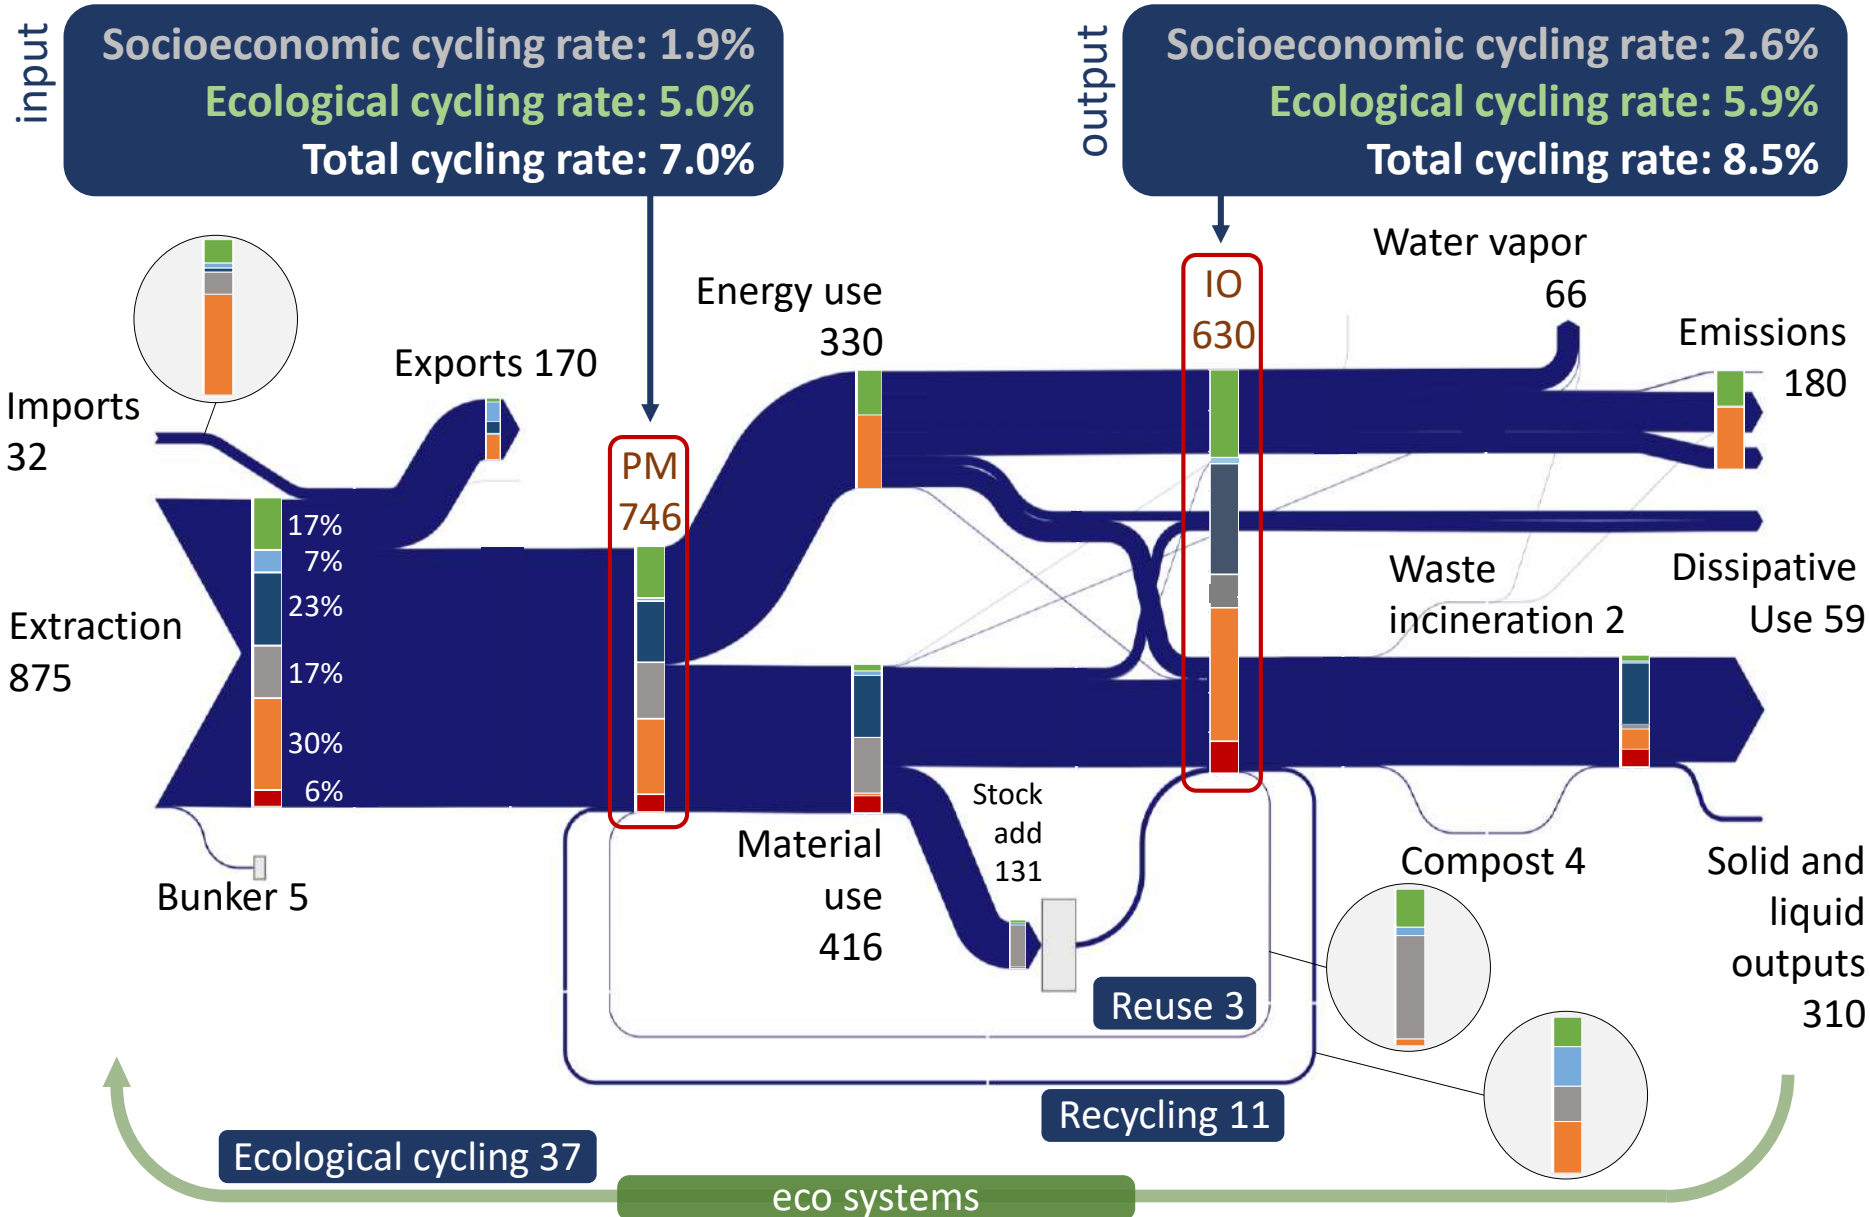 input
Socioeconomic cycling rate: 1.9%
Ecological cycling rate: 5.0%
Total cycling rate: 7.0%
output
Socioeconomic cycling rate: 2.6%
Ecological cycling rate: 5.9%
Total cycling rate: 8.5%
Imports
32
Exports 170
Extraction
875
17%
7%
23%
17%
30%
6%
Bunker 5
PM
746
Energy use
330
Material
use
416
Stock
add
131
IO
630
Water vapor
66
Emissions
180
Waste
incineration 2
Dissipative
Use 59
Compost 4
Solid and
liquid
outputs
310
Reuse 3
Recycling 11
Ecological cycling 37
eco systems